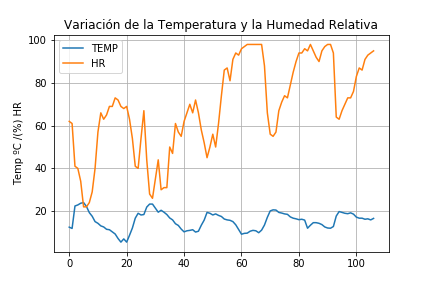 Variación de la Temperatura y la Humedad Relativa
TEMP
HR
Temp ºC /(%) HR
100
80
60
40
20
0 20 40 60 80 100